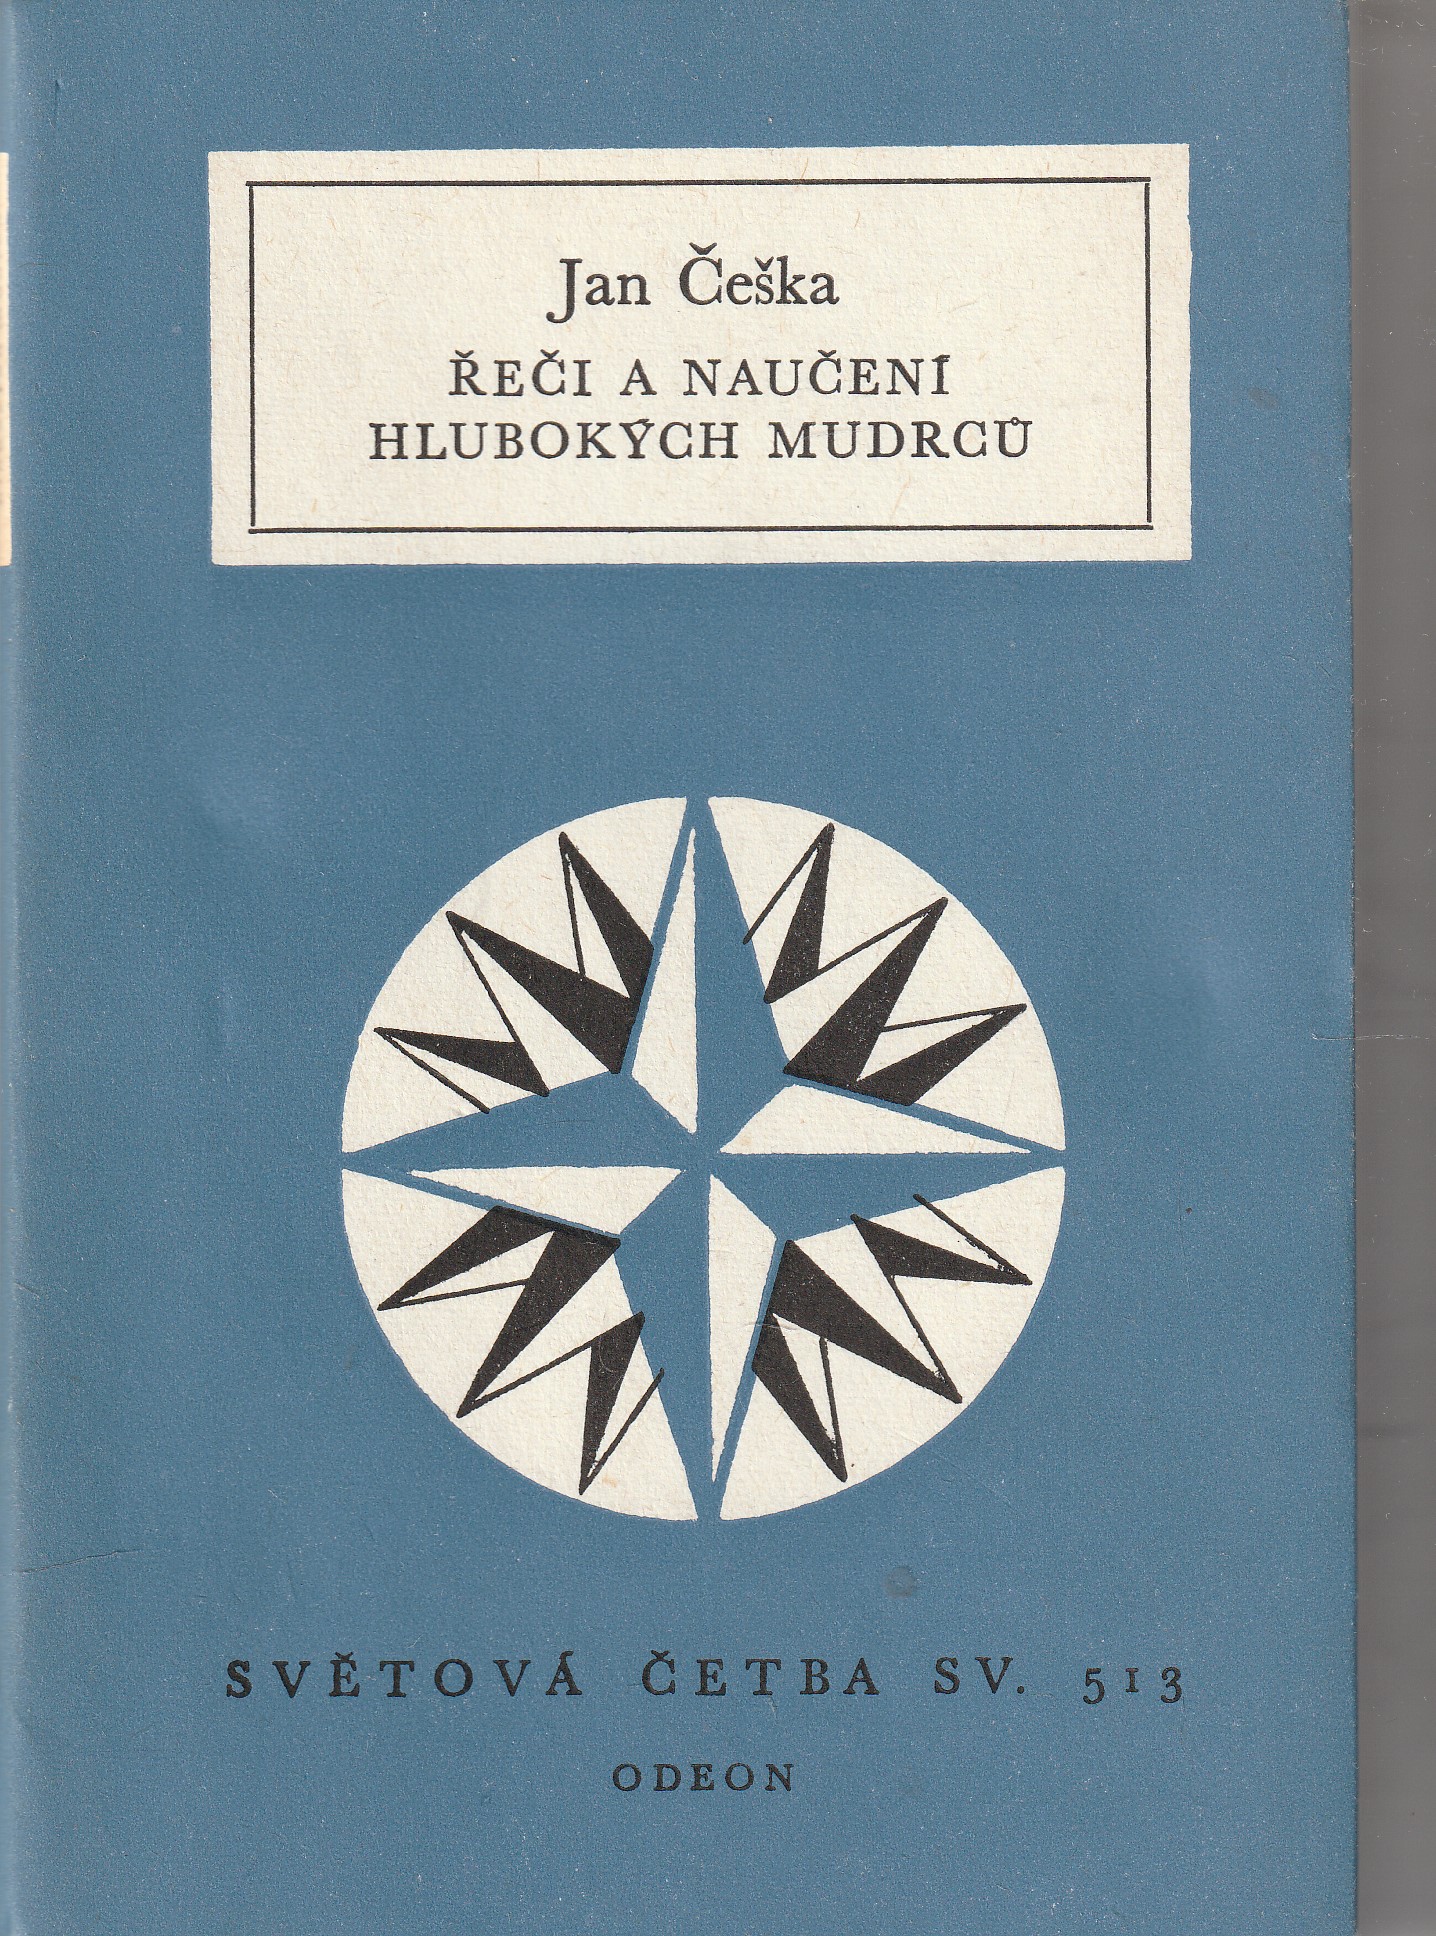 Jan Češka
ŘEČI A NAUČENÍ
HLUBOKÝCH MUDRCŮ
SVĚTOVÁ ČETBA SV. 513
ODEON